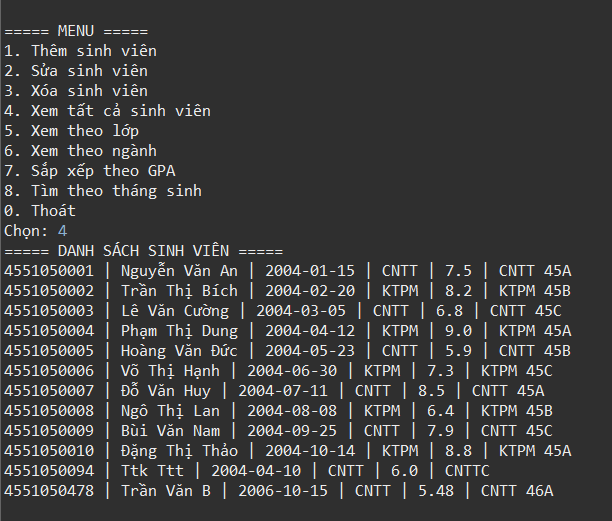 ===== MENU =====
1. Thêm sinh viên
2. Sửa sinh viên
3. Xóa sinh viên
4. Xem tất cả sinh viên
5. Xem theo lớp
6. Xem theo ngành
7. Sắp xếp theo GPA
8. Tìm theo tháng sinh
0. Thoát
Chọn: 4
===== DANH SÁCH SINH VIÊN =====
4551050001 | Nguyễn Văn An | 2004-01-15 | CNTT | 7.5 | CNTT 45A
4551050002 | Trần Thị Bích | 2004-02-20 | KTPM | 8.2 | KTPM 45B
4551050003 | Lê Văn Cường | 2004-03-05 | CNTT | 6.8 | CNTT 45C
4551050004 | Phạm Thị Dung | 2004-04-12 | KTPM | 9.0 | KTPM 45A
4551050005 | Hoàng Văn Đức | 2004-05-23 | CNTT | 5.9 | CNTT 45B
4551050006 | Võ Thị Hạnh | 2004-06-30 | KTPM | 7.3 | KTPM 45C
4551050007 | Đỗ Văn Huy | 2004-07-11 | CNTT | 8.5 | CNTT 45A
4551050008 | Ngô Thị Lan | 2004-08-08 | KTPM | 6.4 | KTPM 45B
4551050009 | Bùi Văn Nam | 2004-09-25 | CNTT | 7.9 | CNTT 45C
4551050010 | Đặng Thị Thảo | 2004-10-14 | KTPM | 8.8 | KTPM 45A
4551050094 | Ttk Ttt | 2004-04-10 | CNTT | 6.0 | CNTTC
4551050478 | Trần Văn B | 2006-10-15 | CNTT | 5.48 | CNTT 46A